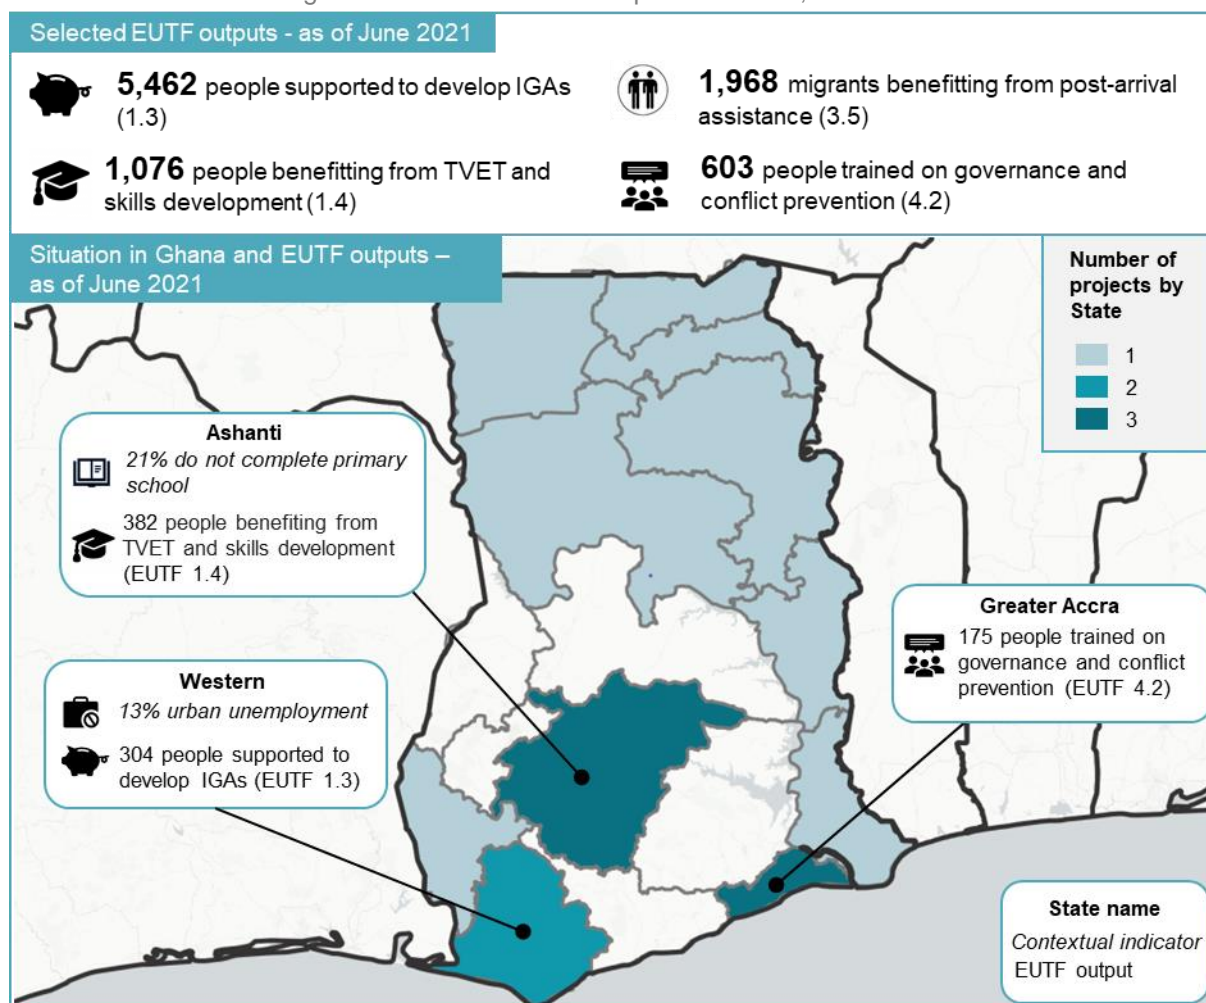 Selected EUTF outputs - as of June 2021
5,462 people supported to develop IGAs
(1.3)
1,968 migrants benefitting from post-arrival
assistance (3.5)
1,076 people benefitting from TVET and
skills development (1.4)
603 people trained on governance and
conflict prevention (4.2)
Situation in Ghana and EUTF outputs –
as of June 2021
Number of
projects by
State
1
2
3
Ashanti
21% do not complete primary
school
382 people benefiting from
TVET and skills development
(EUTF 1.4)
Greater Accra
175 people trained on
governance and conflict
prevention (EUTF 4.2)
Western
13% urban unemployment
304 people supported to
develop IGAs (EUTF 1.3)
State name
Contextual indicator
EUTF output